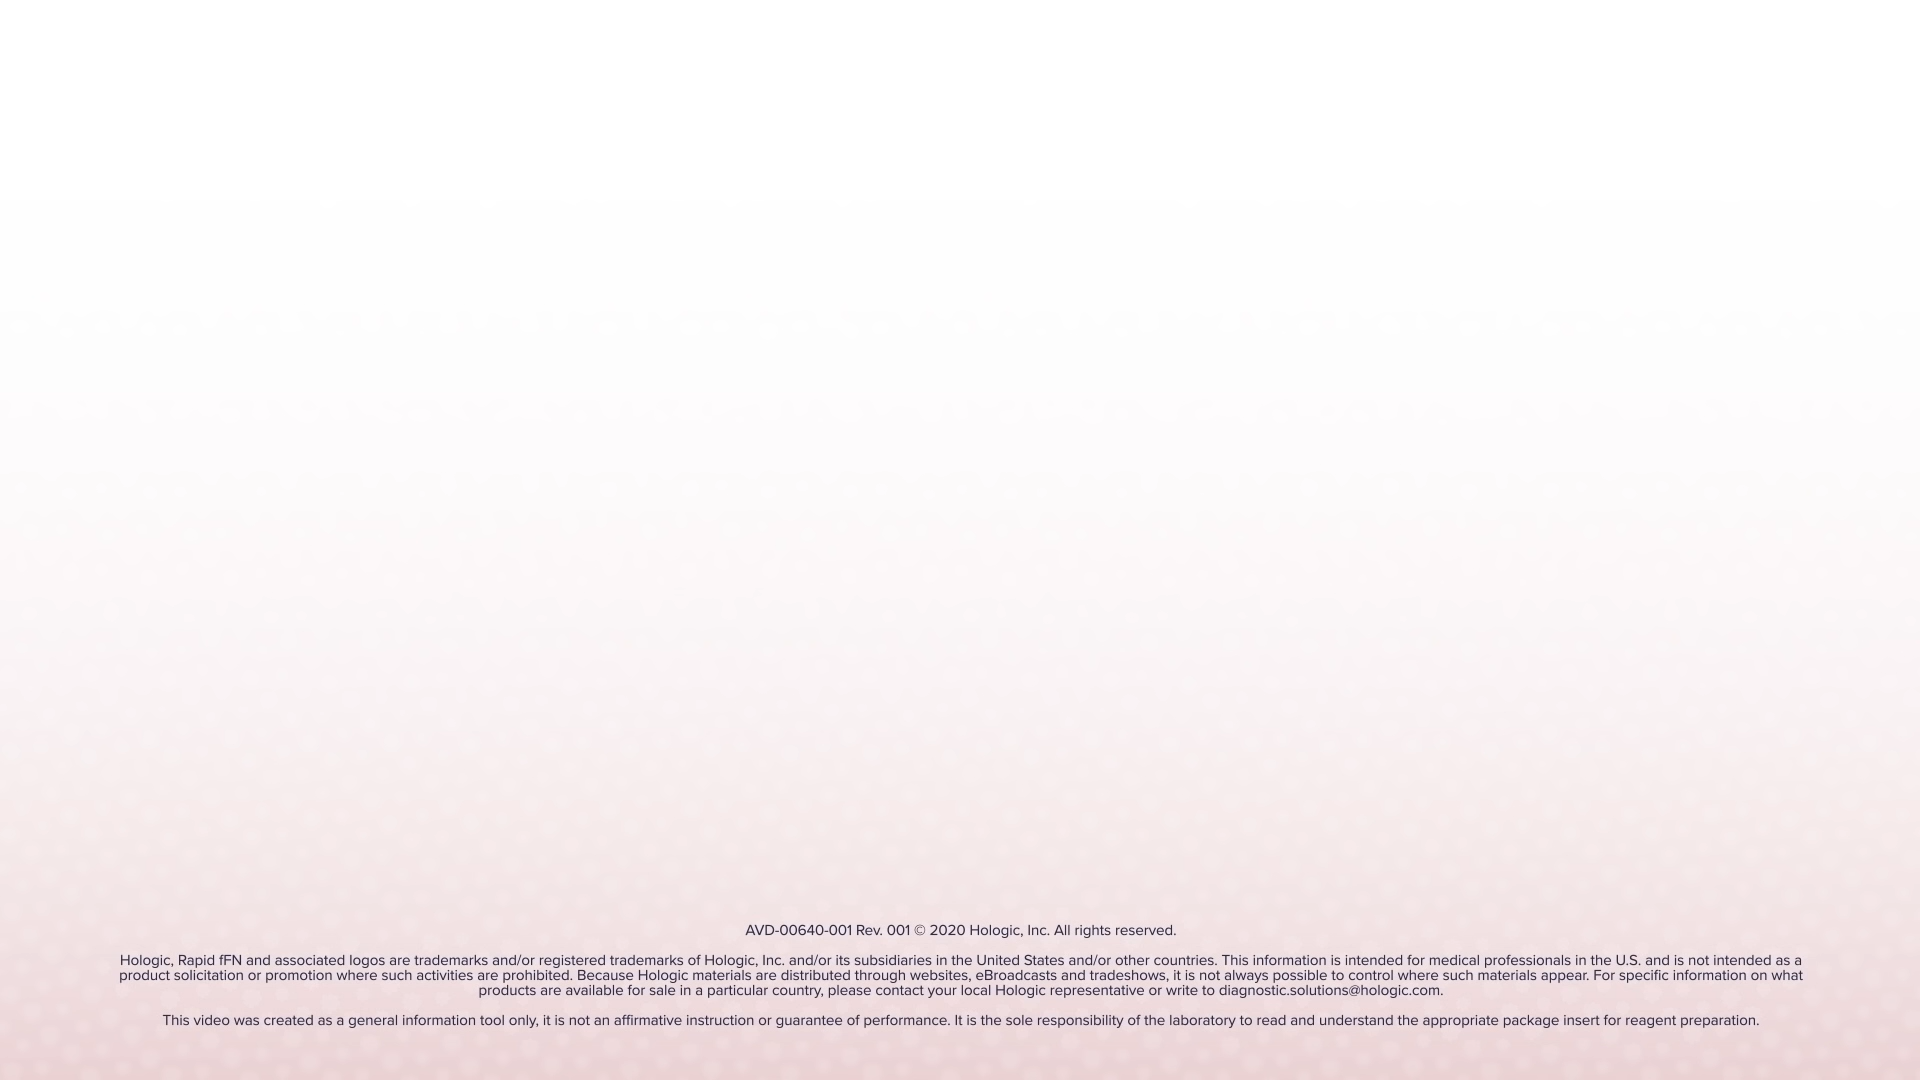 AVD-00640-001 Rev. 001 © 2020 Hologic, Inc. All rights reserved.
Hologic, Rapid fFN and associated logos are trademarks and/or registered trademarks of Hologic, Inc. and/or its subsidiaries in the United States and/or other countries. This information is intended for medical professionals in the U.S. and is not intended as a
product solicitation or promotion where such activities are prohibited. Because Hologic materials are distributed through websites, eBroadcasts and tradeshows, it is not always possible to control where such materials appear. For specific information on what
products are available for sale in a particular country, please contact your local Hologic representative or write to diagnostic.solutions@hologic.com.
This video was created as a general information tool only, it is not an affirmative instruction or guarantee of performance. It is the sole responsibility of the laboratory to read and understand the appropriate package insert for reagent preparation.